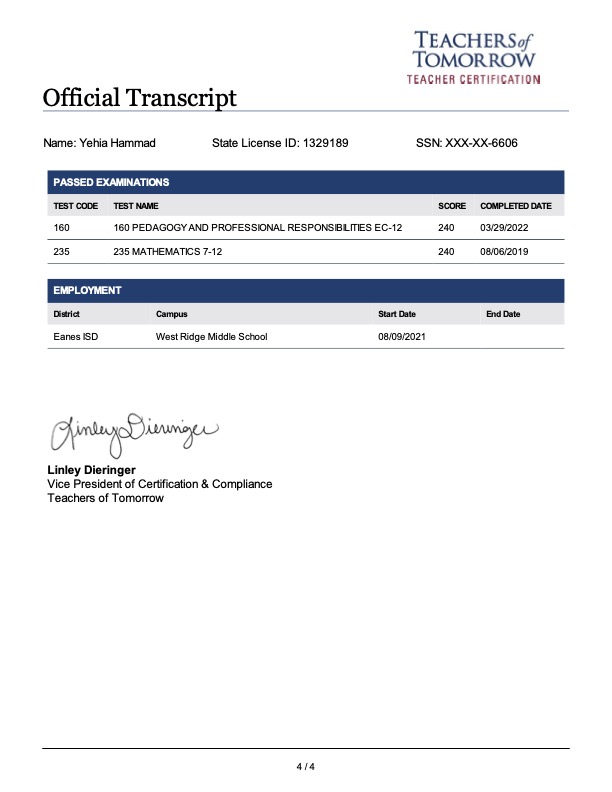 TEACHERS of
TOMORROW
TEACHER CERTIFICATION
Official Transcript
Name: Yehia Hammad State License ID: 1329189 SSN: XXX-XX-6606
PASSED EXAMINATIONS
TEST CODE TEST NAME SCORE COMPLETED DATE
160 160 PEDAGOGY AND PROFESSIONAL RESPONSIBILITIES EC-12 240 03/29/2022
235 235 MATHEMATICS 7-12 240 08/06/2019
EMPLOYMENT
District Campus Start Date End Date
Eanes ISD West Ridge Middle School 08/09/2021
Linley Dieringer
Linley Dieringer
Vice President of Certification & Compliance
Teachers of Tomorrow
4 / 4